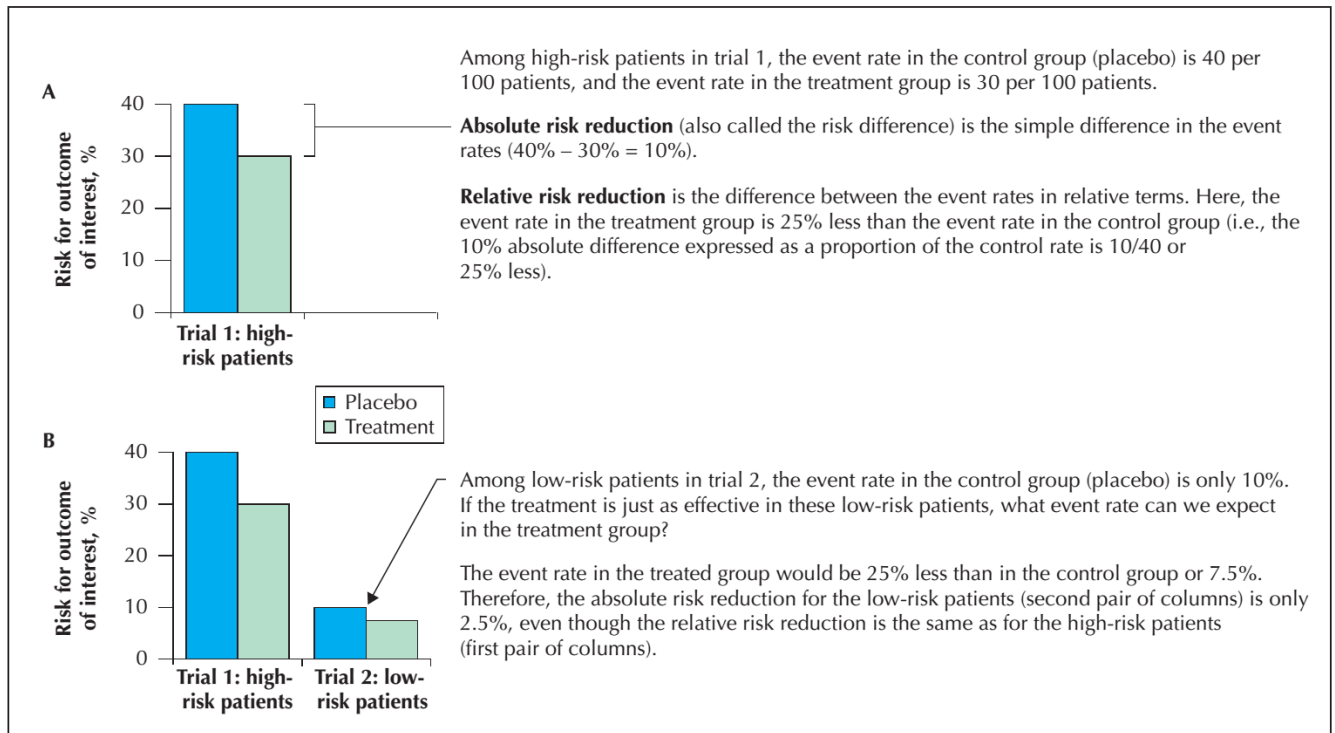 Among high-risk patients in trial 1, the event rate in the control group (placebo) is 40 per
100 patients, and the event rate in the treatment group is 30 per 100 patients.
A
Absolute risk reduction (also called the risk difference) is the simple difference in the event
rates (40% – 30% = 10%).
Relative risk reduction is the difference between the event rates in relative terms. Here, the
event rate in the treatment group is 25% less than the event rate in the control group (i.e., the
10% absolute difference expressed as a proportion of the control rate is 10/40 or
25% less).
Risk for outcome
of interest, %
40
30
20
10
0
Trial 1: high-
risk patients
Placebo
Treatment
B
Risk for outcome
of interest, %
40
30
20
10
0
Trial 1: high-
risk patients
Trial 2: low-
risk patients
Among low-risk patients in trial 2, the event rate in the control group (placebo) is only 10%.
If the treatment is just as effective in these low-risk patients, what event rate can we expect
in the treatment group?
The event rate in the treated group would be 25% less than in the control group or 7.5%.
Therefore, the absolute risk reduction for the low-risk patients (second pair of columns) is only
2.5%, even though the relative risk reduction is the same as for the high-risk patients
(first pair of columns).